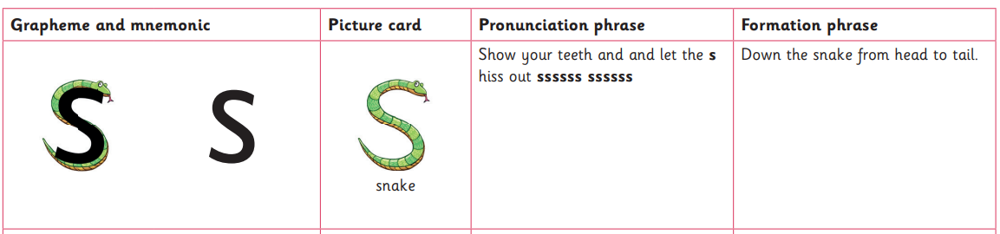 Grapheme and mnemonic
Picture card
Pronunciation phrase
Formation phrase
s
s
snake
Show your teeth and and let the s
hiss out ssssss ssssss
Down the snake from head to tail.